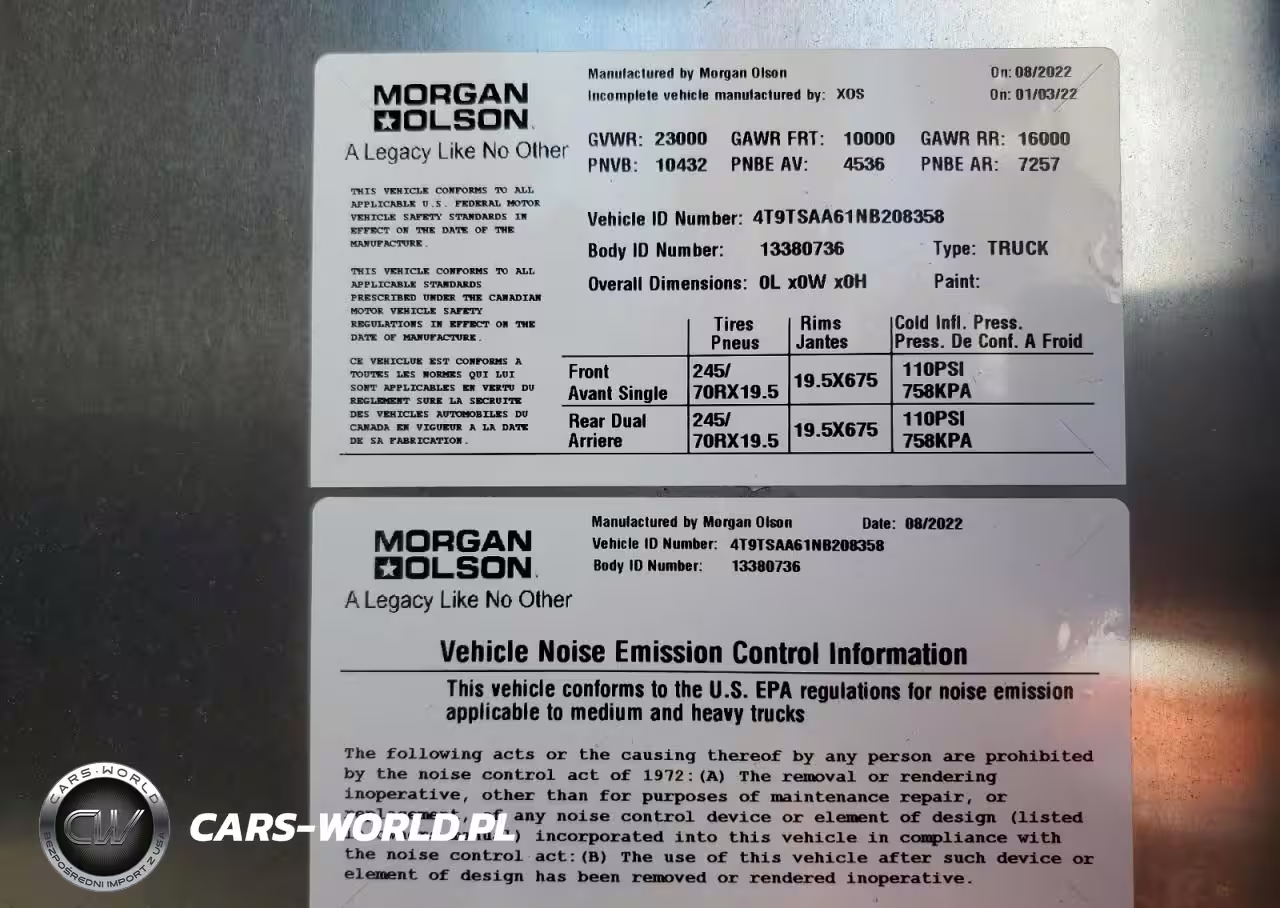 MORGAN
OLSON
A Legacy Like No Other
THIS VEHICLE CONFORMS TO ALL
APPLICABLE U.S. FEDERAL MOTOR
VEHICLE SAFETY STANDARDS IN
EFFECT ON THE DATE OF THE
MANUFACTURE.
THIS VEHICLE CONFORMS TO ALL
APPLICABLE STANDARDS
PRESCRIBED UNDER THE CANADIAN
MOTOR VEHICLE SAFETY
REGULATIONS IN EFFECT ON THE
DATE OF MANUFACTURE.
CE VEHICLUE EST CONFORMS A
TOUTES LES NORMES QUI LUI
SONT APPLICABLES EN VERTU DU
REGLEMENT SURE LA SECRUITE
DES VEHICLES AUTOMOBILES DU
CANADA EN VIGUEUR A LA DATE
DE SA FABRICATION.
Manufactured by Morgan Olson On: 08/2022
Incomplete vehicle manufactured by: XOS On: 01/03/22
GVWR: 23000 GAWR FRT: 10000 GAWR RR: 16000
PNVB: 10432 PNBE AV: 4536 PNBE AR: 7257
Vehicle ID Number: 4T9TSAA61NB208358
Body ID Number: 13380736 Type: TRUCK
Overall Dimensions: 0L x0W x0H Paint:
Tires Rims Cold Infl. Press.
Pneus Jantes Press. De Conf. A Froid
Front 245/ 19.5X675 110PSI
Avant Single 70RX19.5 758KPA
Rear Dual 245/ 19.5X675 110PSI
Arriere 70RX19.5 758KPA
MORGAN
OLSON
A Legacy Like No Other
Manufactured by Morgan Olson Date: 08/2022
Vehicle ID Number: 4T9TSAA61NB208358
Body ID Number: 13380736
Vehicle Noise Emission Control Information
This vehicle conforms to the U.S. EPA regulations for noise emission
applicable to medium and heavy trucks
The following acts or the causing thereof by any person are prohibited
by the noise control act of 1972:(A) The removal or rendering
inoperative, other than for purposes of maintenance repair, or
of any noise control device or element of design (listed
) incorporated into this vehicle in compliance with
the noise control act:(B) The use of this vehicle after such device or
element of design has been removed or rendered inoperative.
CARS-WORLD
CW
BEZPOŚREDNI IMPORT Z USA
CARS-WORLD.PL